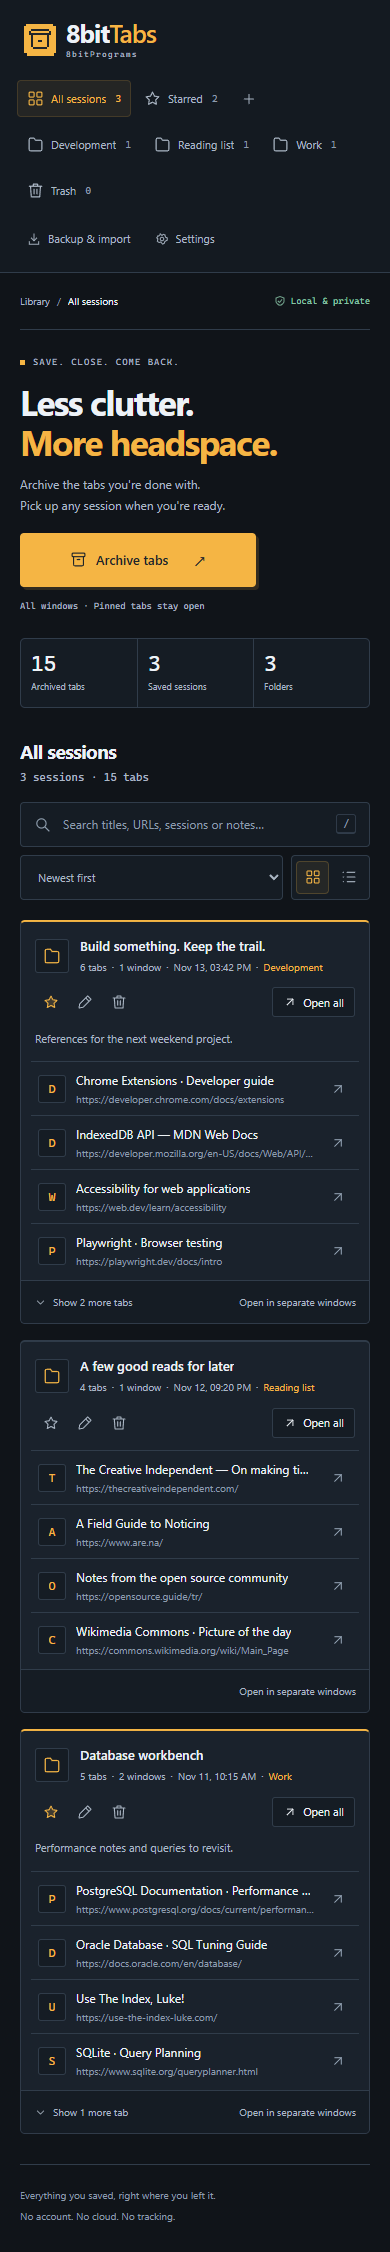 8bitTabs
8bitPrograms
All sessions 3 Starred 2 +
Development 1 Reading list 1 Work 1
Trash 0
Backup & import Settings
Library / All sessions Local & private
SAVE. CLOSE. COME BACK.
Less clutter.
More headspace.
Archive the tabs you're done with.
Pick up any session when you're ready.
Archive tabs ↗
All windows · Pinned tabs stay open
15 3 3
Archived tabs Saved sessions Folders
All sessions
3 sessions · 15 tabs
Search titles, URLs, sessions or notes... /
Newest first
Build something. Keep the trail.
6 tabs · 1 window · Nov 13, 03:42 PM · Development
Open all
References for the next weekend project.
D Chrome Extensions · Developer guide
https://developer.chrome.com/docs/extensions
D IndexedDB API — MDN Web Docs
https://developer.mozilla.org/en-US/docs/Web/API/...
W Accessibility for web applications
https://web.dev/learn/accessibility
P Playwright · Browser testing
https://playwright.dev/docs/intro
Show 2 more tabs Open in separate windows
A few good reads for later
4 tabs · 1 window · Nov 12, 09:20 PM · Reading list
Open all
T The Creative Independent — On making ti...
https://thecreativeindependent.com/
A A Field Guide to Noticing
https://www.are.na/
O Notes from the open source community
https://opensource.guide/tr/
C Wikimedia Commons · Picture of the day
https://commons.wikimedia.org/wiki/Main_Page
Open in separate windows
Database workbench
5 tabs · 2 windows · Nov 11, 10:15 AM · Work
Open all
Performance notes and queries to revisit.
P PostgreSQL Documentation · Performance ...
https://www.postgresql.org/docs/current/performan...
D Oracle Database · SQL Tuning Guide
https://docs.oracle.com/en/database/
U Use The Index, Luke!
https://use-the-index-luke.com/
S SQLite · Query Planning
https://www.sqlite.org/queryplanner.html
Show 1 more tab Open in separate windows
Everything you saved, right where you left it.
No account. No cloud. No tracking.